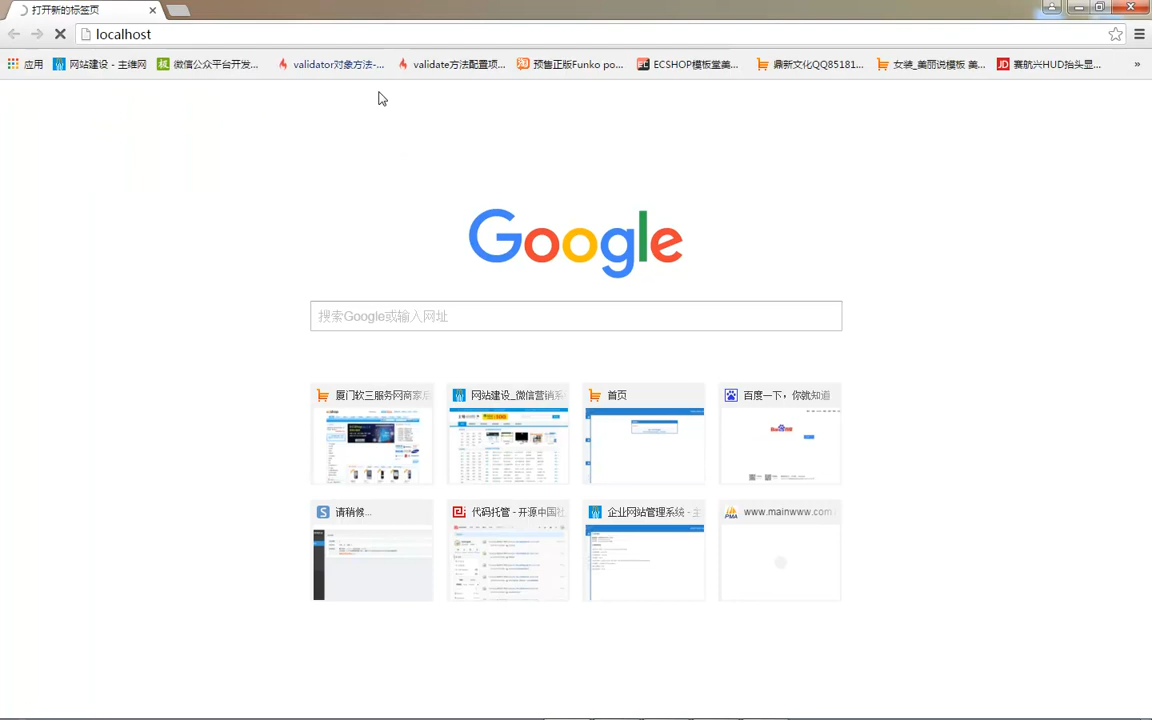 打开新的标签页
localhost
应用 网站建设 - 主维网 微信公众平台开发... validator对象方法-... validate方法配置项... 预售正版Funko po... ECSHOP模板堂美... 鼎新文化QQ85181... 女装_美丽说模板 美... 赛航兴HUD抬头显... »
Google
搜索Google或输入网址
厦门软三服务网商家后 网站建设_微信营销系 首页 百度一下，你就知道
请稍候... 代码托管 - 开源中国社 企业网站管理系统 - 主 www.mainwww.com